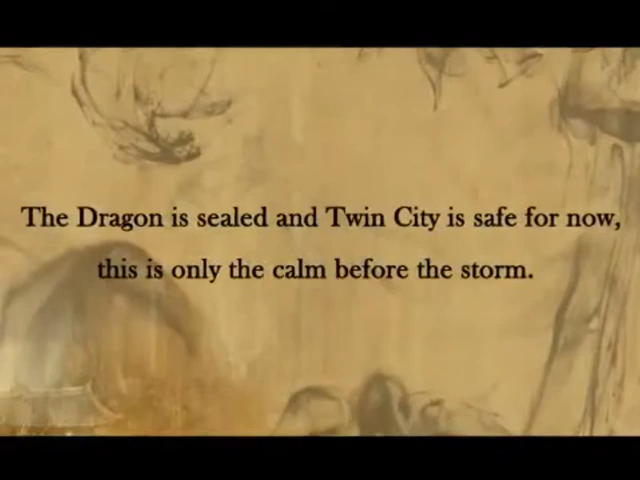 The Dragon is sealed and Twin City is safe for now,
this is only the calm before the storm.